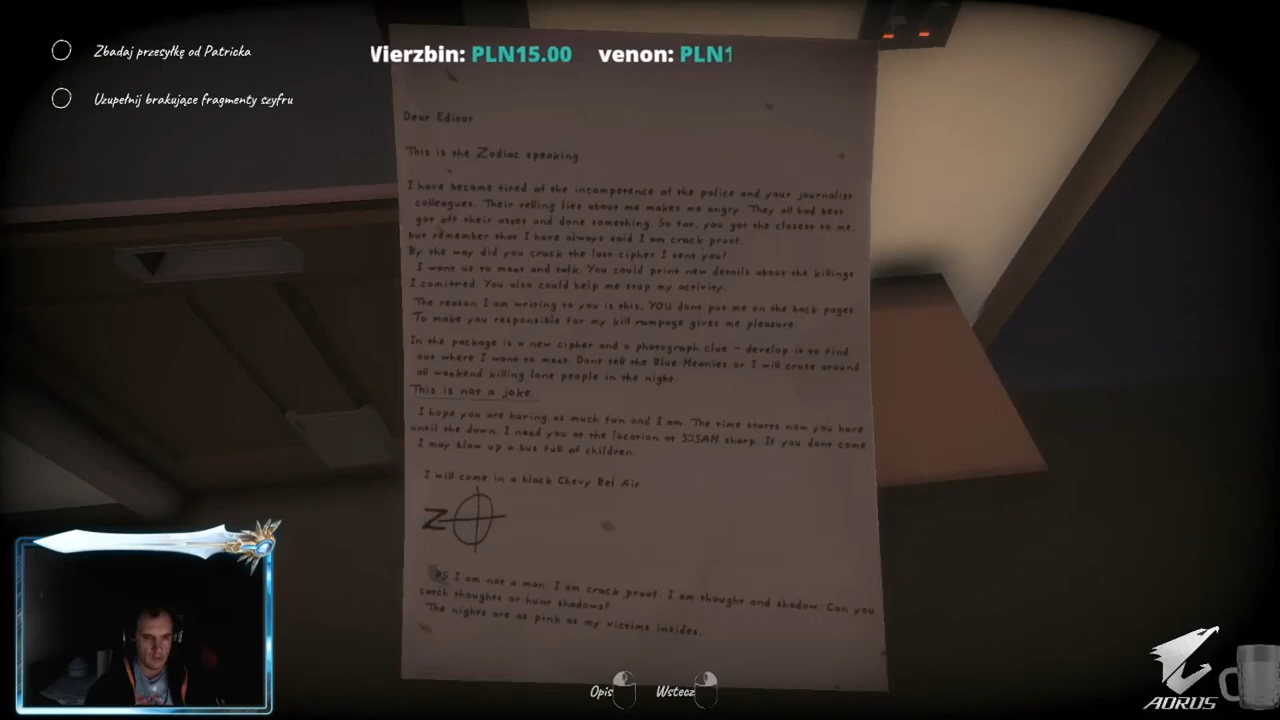 Zbadaj przesyłkę od Patricka
Uzupełnij brakujące fragmenty szyfru
Wierzbin: PLN15.00 venon: PLN1
Dear Editor
This is the Zodiac speaking
I have become tired of the incompetence of the police and your journalist
colleagues. Their telling lies about me makes me angry. They all had best
got off their asses and done something. So far, you got the closest to me,
but remember that I have always said I am crack proof.
By the way did you crack the last cipher I sent you?
I want us to meet and talk. You could print new details about the killings
I comitted. You also could help me stop my activity.
The reason I am writing to you is this, YOU dont put me on the back pages.
To make you responsible for my kill rampage gives me pleasure.
In the package is a new cipher and a photograph clue – develop it to find
out where I want to meet. Dont tell the Blue Meanies or I will cruse around
all weekend killing lone people in the night.
This is not a joke.
I hope you are having as much fun and I am. The time starts now you have
until the dawn. I need you at the location at 5:15AM sharp. If you dont come
I may blow up a bus full of children.
I will come in a black Chevy Bel Air
Z
PS I am not a man. I am crack proof. I am thought and shadow. Can you
catch thoughts or hunt shadows?
The nights are as pink as my victims insides.
Opis Wstecz
AORUS